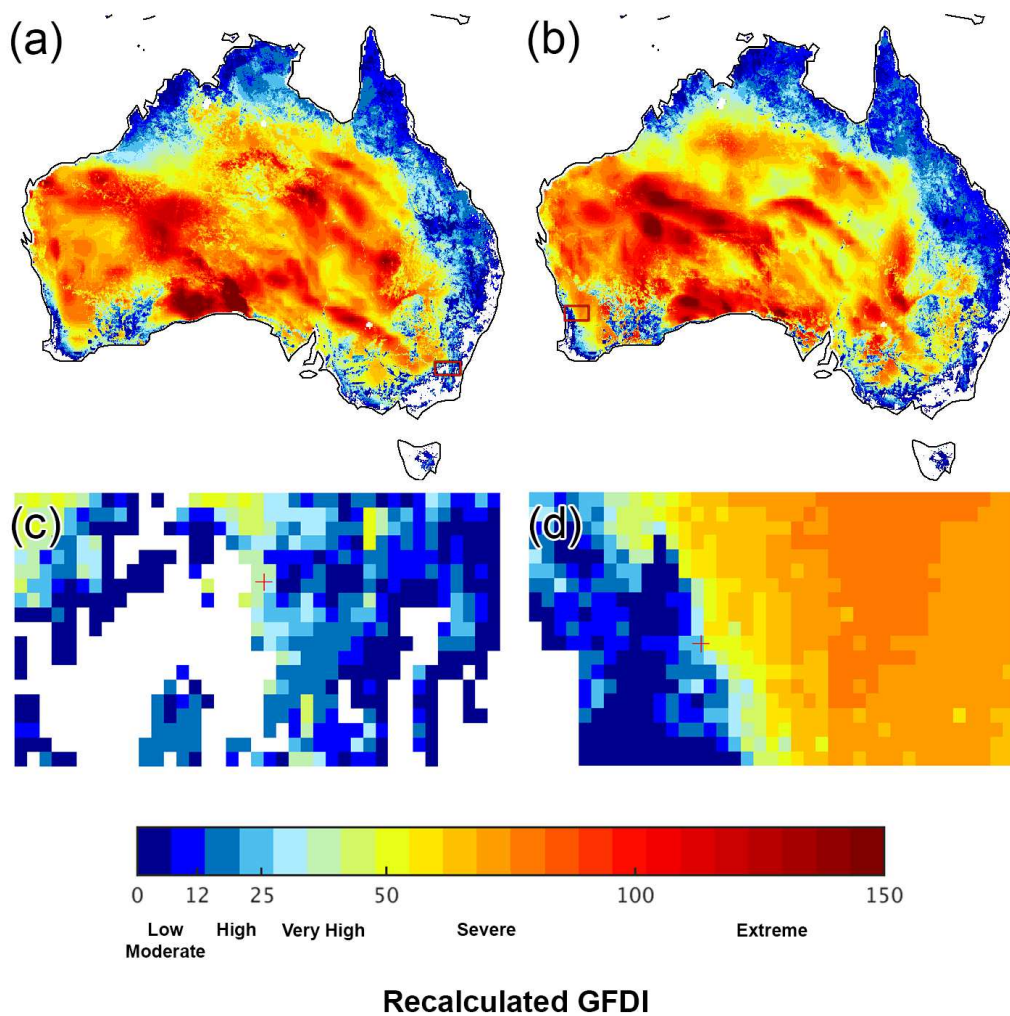 (a) (b)
(c) (d)
0 12 25 50 100 150
Low High Very High Severe Extreme
Moderate
Recalculated GFDI